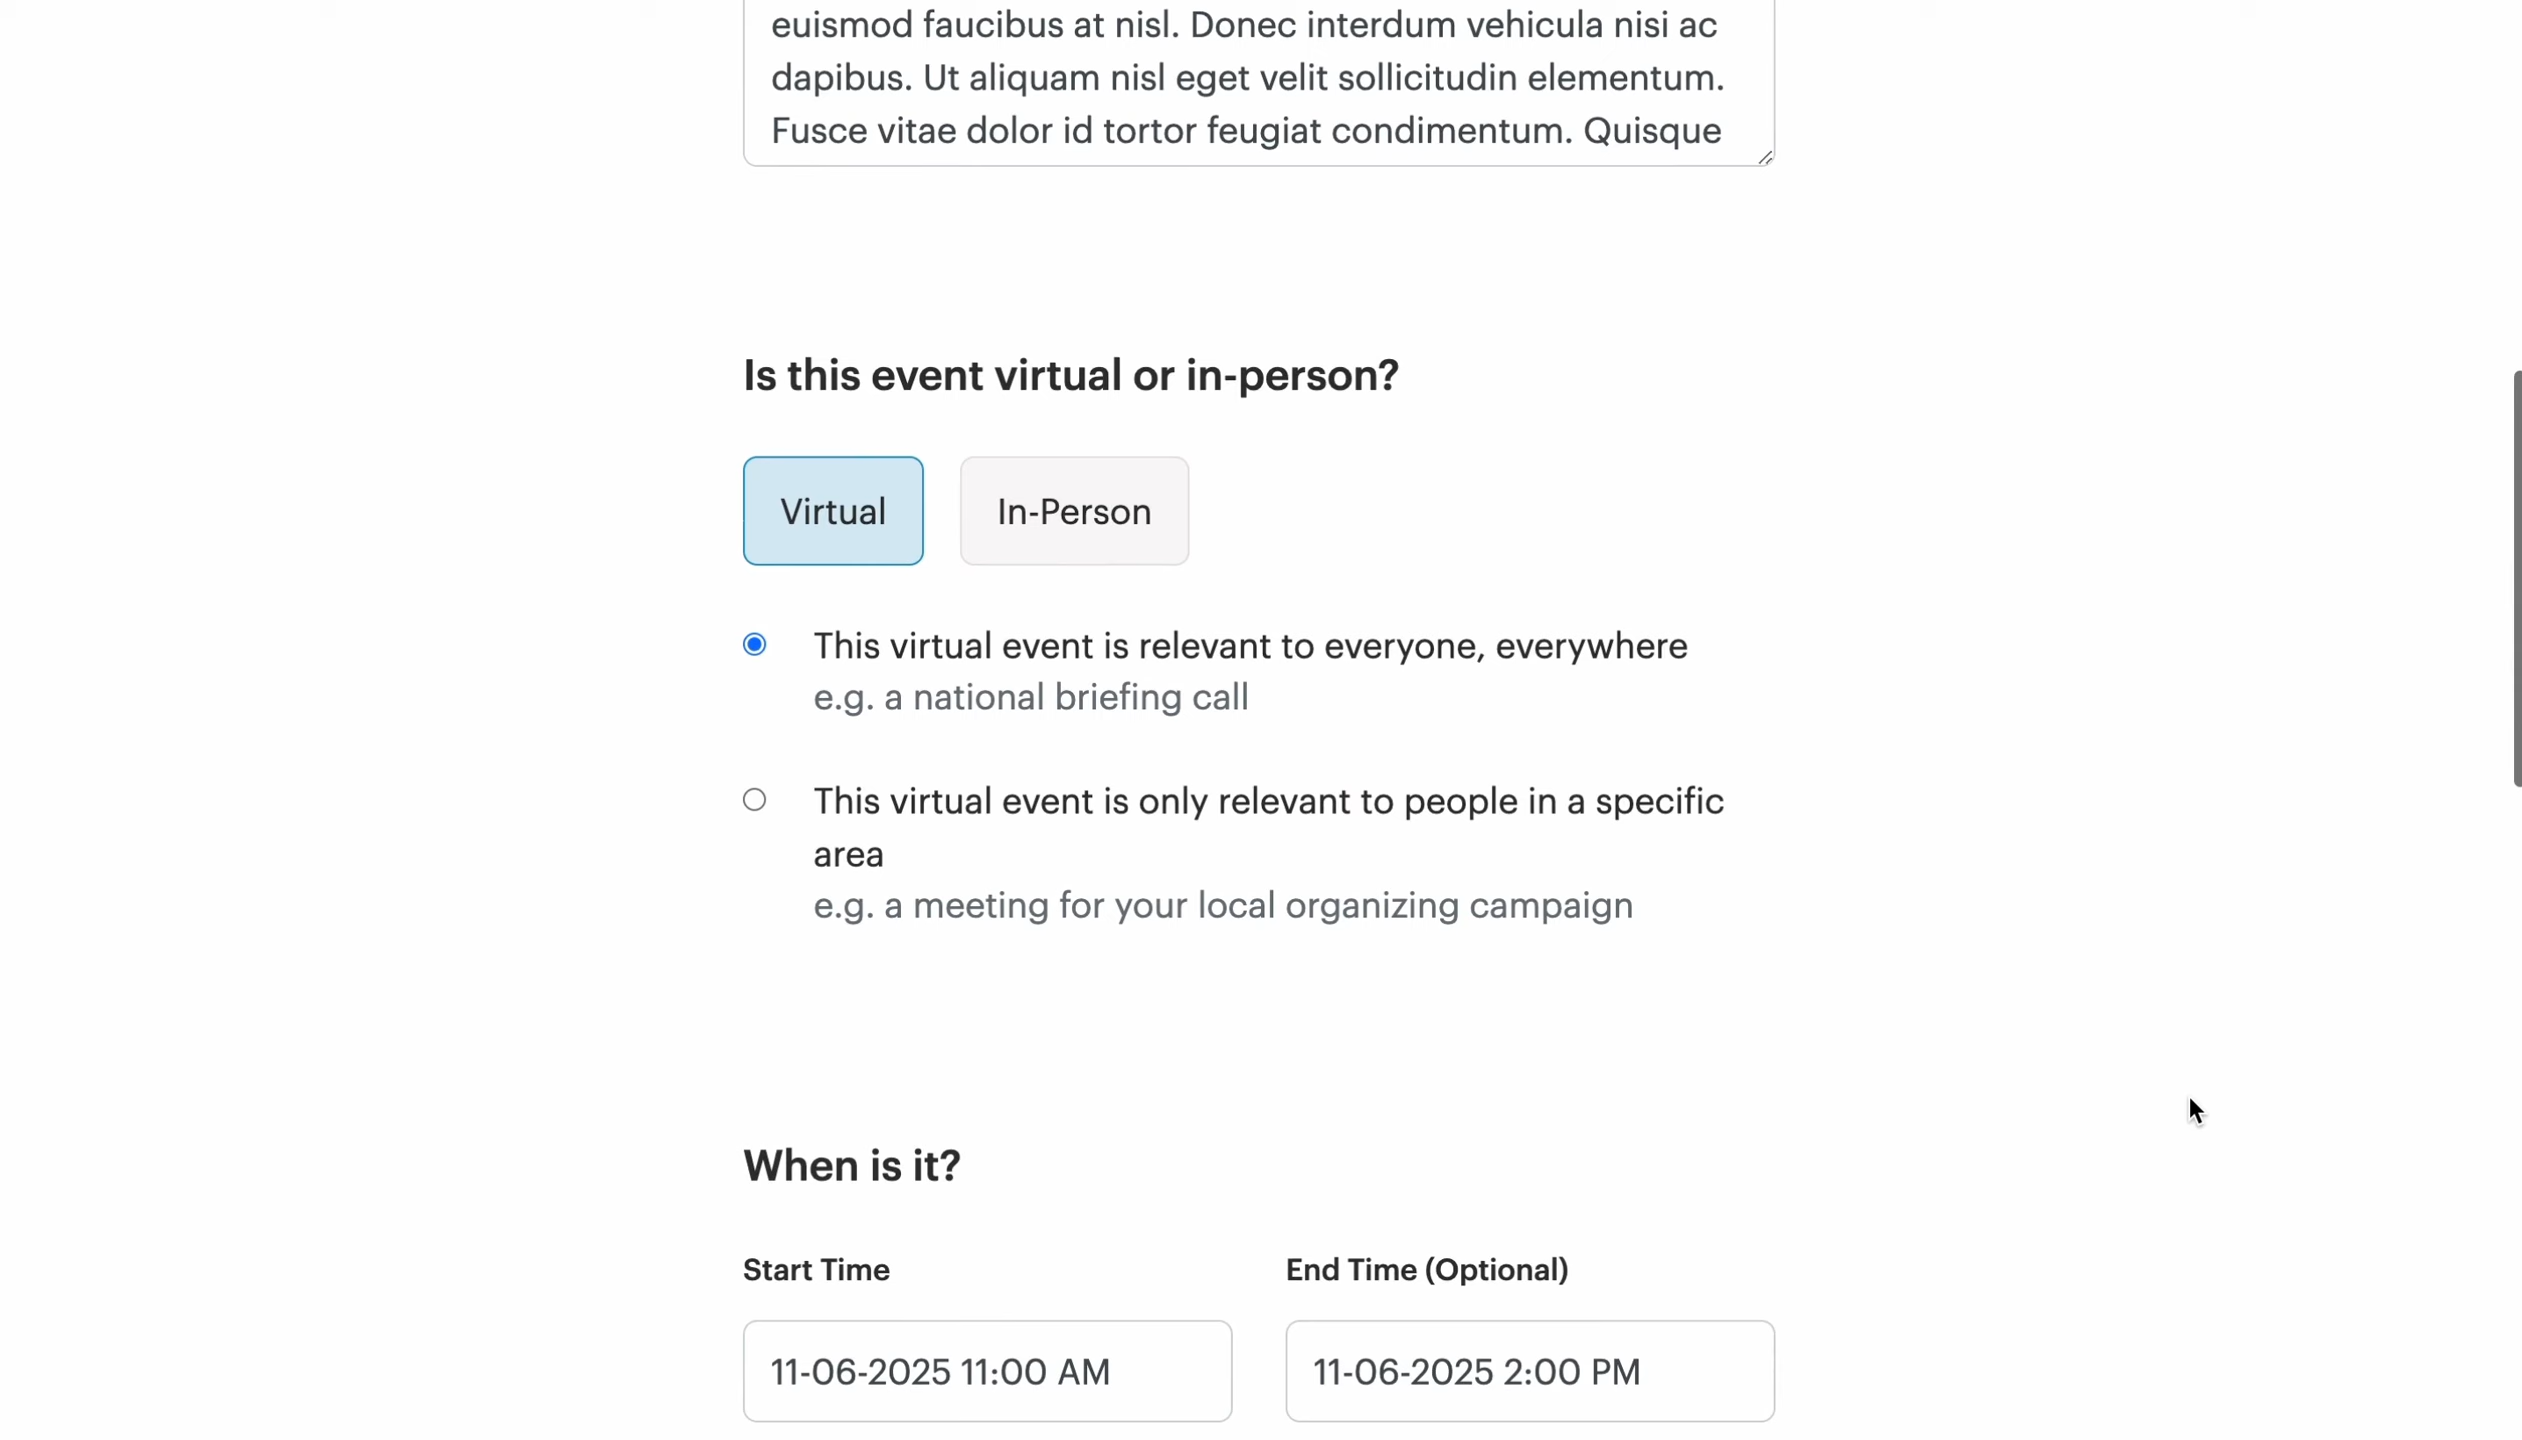 euismod faucibus at nisl. Donec interdum vehicula nisi ac
dapibus. Ut aliquam nisl eget velit sollicitudin elementum.
Fusce vitae dolor id tortor feugiat condimentum. Quisque
Is this event virtual or in-person?
Virtual
In-Person
This virtual event is relevant to everyone, everywhere
e.g. a national briefing call
This virtual event is only relevant to people in a specific
area
e.g. a meeting for your local organizing campaign
When is it?
Start Time
End Time (Optional)
11-06-2025 11:00 AM
11-06-2025 2:00 PM